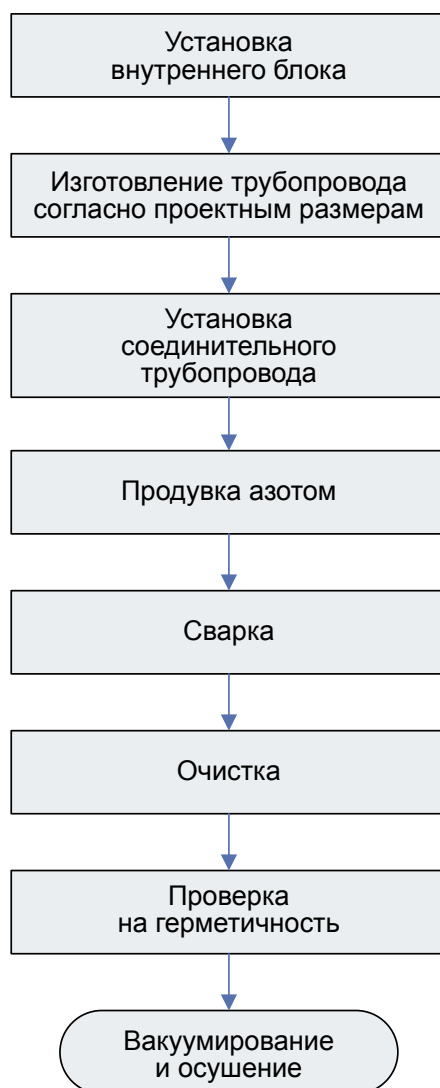 Установка
внутреннего блока
Изготовление трубопровода
согласно проектным размерам
Установка
соединительного
трубопровода
Продувка азотом
Сварка
Очистка
Проверка
на герметичность
Вакуумирование
и осушение